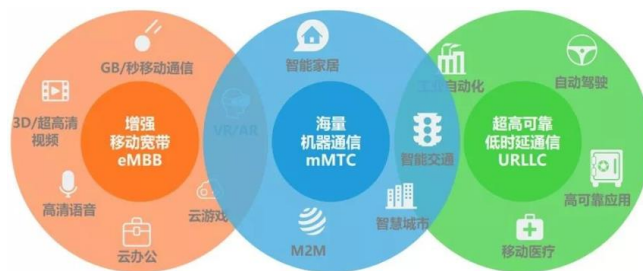 GB/秒移动通信
3D/超高清
视频
VR/AR
增强
移动宽带
eMBB
高清语音
云游戏
云办公
智能家居
海量
机器通信
mMTC
智能交通
智慧城市
M2M
工业自动化
自动驾驶
超高可靠
低时延通信
URLLC
高可靠应用
移动医疗